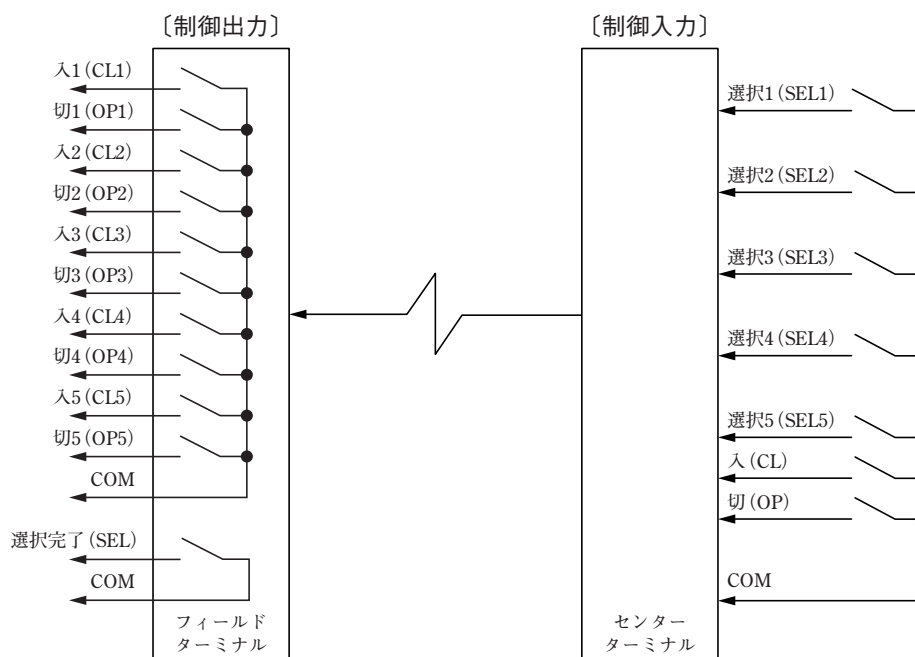 〔制御出力〕
入1(CL1)
切1(OP1)
入2(CL2)
切2(OP2)
入3(CL3)
切3(OP3)
入4(CL4)
切4(OP4)
入5(CL5)
切5(OP5)
COM
選択完了(SEL)
COM
フィールド
ターミナル
〔制御入力〕
選択1(SEL1)
選択2(SEL2)
選択3(SEL3)
選択4(SEL4)
選択5(SEL5)
入(CL)
切(OP)
COM
センター
ターミナル